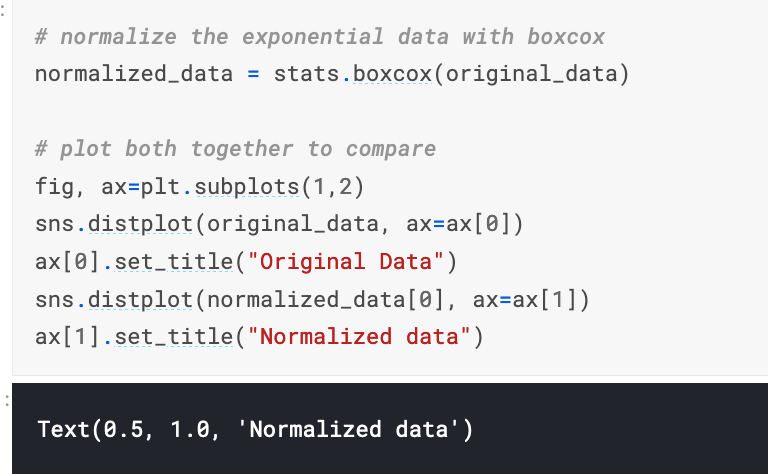 # normalize the exponential data with boxcox
normalized_data = stats.boxcox(original_data)
# plot both together to compare
fig, ax=plt.subplots(1,2)
sns.distplot(original_data, ax=ax[0])
ax[0].set_title("Original Data")
sns.distplot(normalized_data[0], ax=ax[1])
ax[1].set_title("Normalized data")
Text(0.5, 1.0, 'Normalized data')